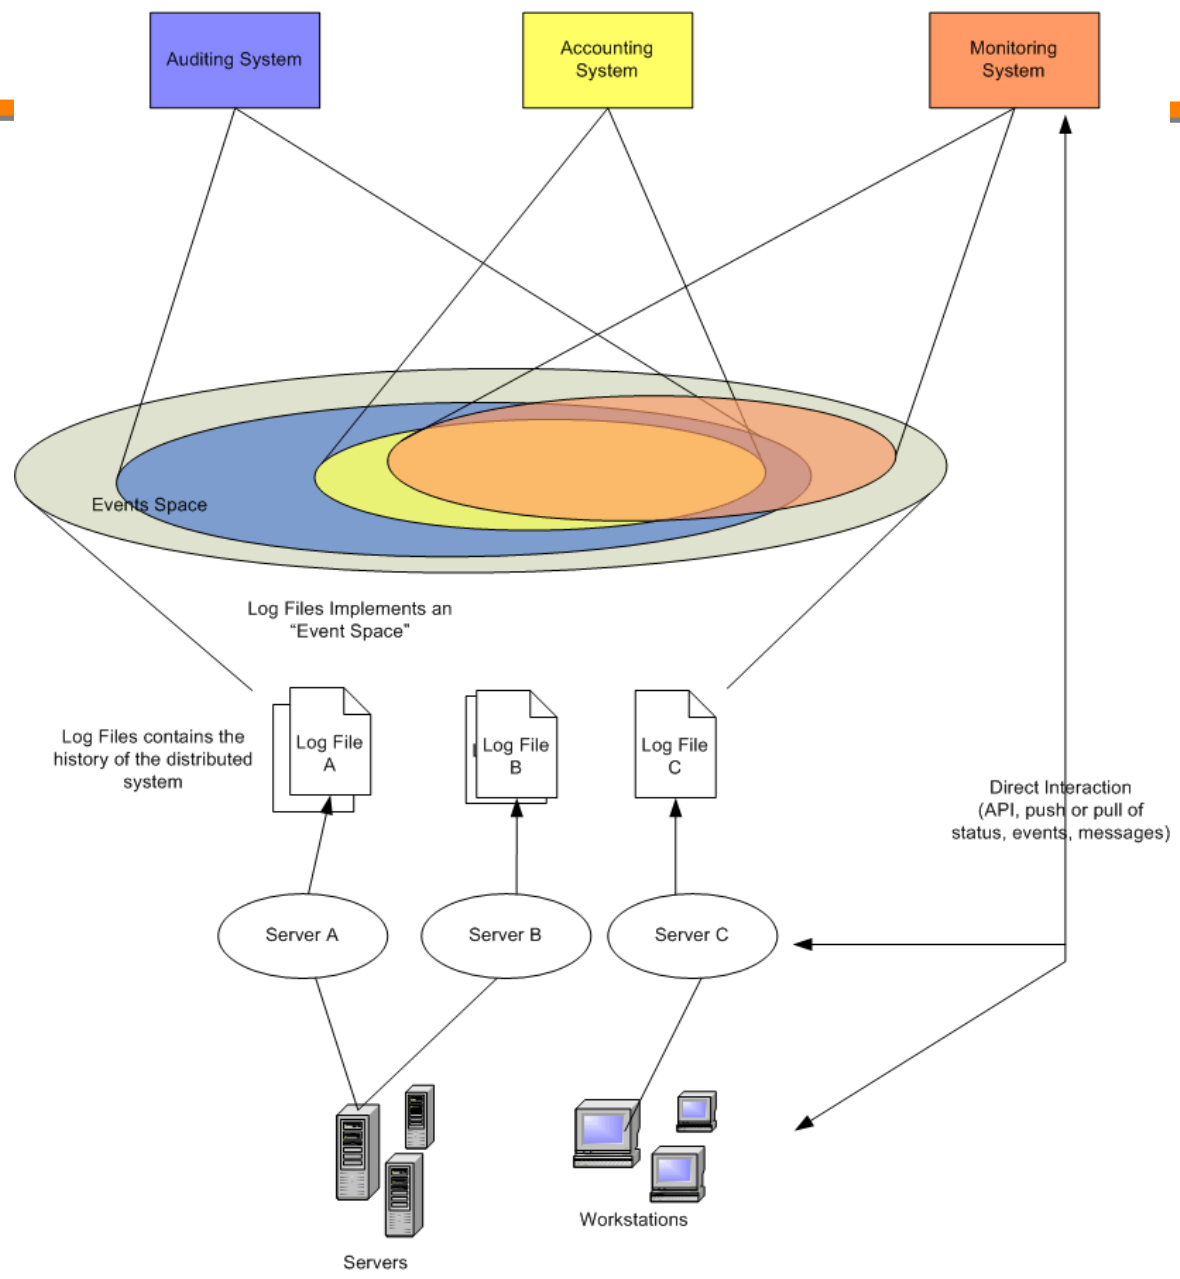 Auditing System
Accounting
System
Monitoring
System
Events Space
Log Files Implements an
“Event Space"
Log Files contains the
history of the distributed
system
Log File
A
Log File
B
Log File
C
Direct Interaction
(API, push or pull of
status, events, messages)
Server A
Server B
Server C
Workstations
Servers